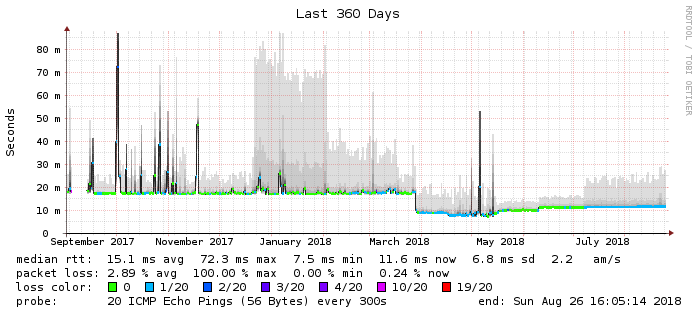 Last 360 Days
RRDTOOL / TOBI OETIKER
Seconds
80 m
70 m
60 m
50 m
40 m
30 m
20 m
10 m
0
September 2017 November 2017 January 2018 March 2018 May 2018 July 2018
median rtt: 15.1 ms avg 72.3 ms max 7.5 ms min 11.6 ms now 6.8 ms sd 2.2 am/s
packet loss: 2.89 % avg 100.00 % max 0.00 % min 0.24 % now
loss color: 0 1/20 2/20 3/20 4/20 10/20 19/20
probe: 20 ICMP Echo Pings (56 Bytes) every 300s end: Sun Aug 26 16:05:14 2018